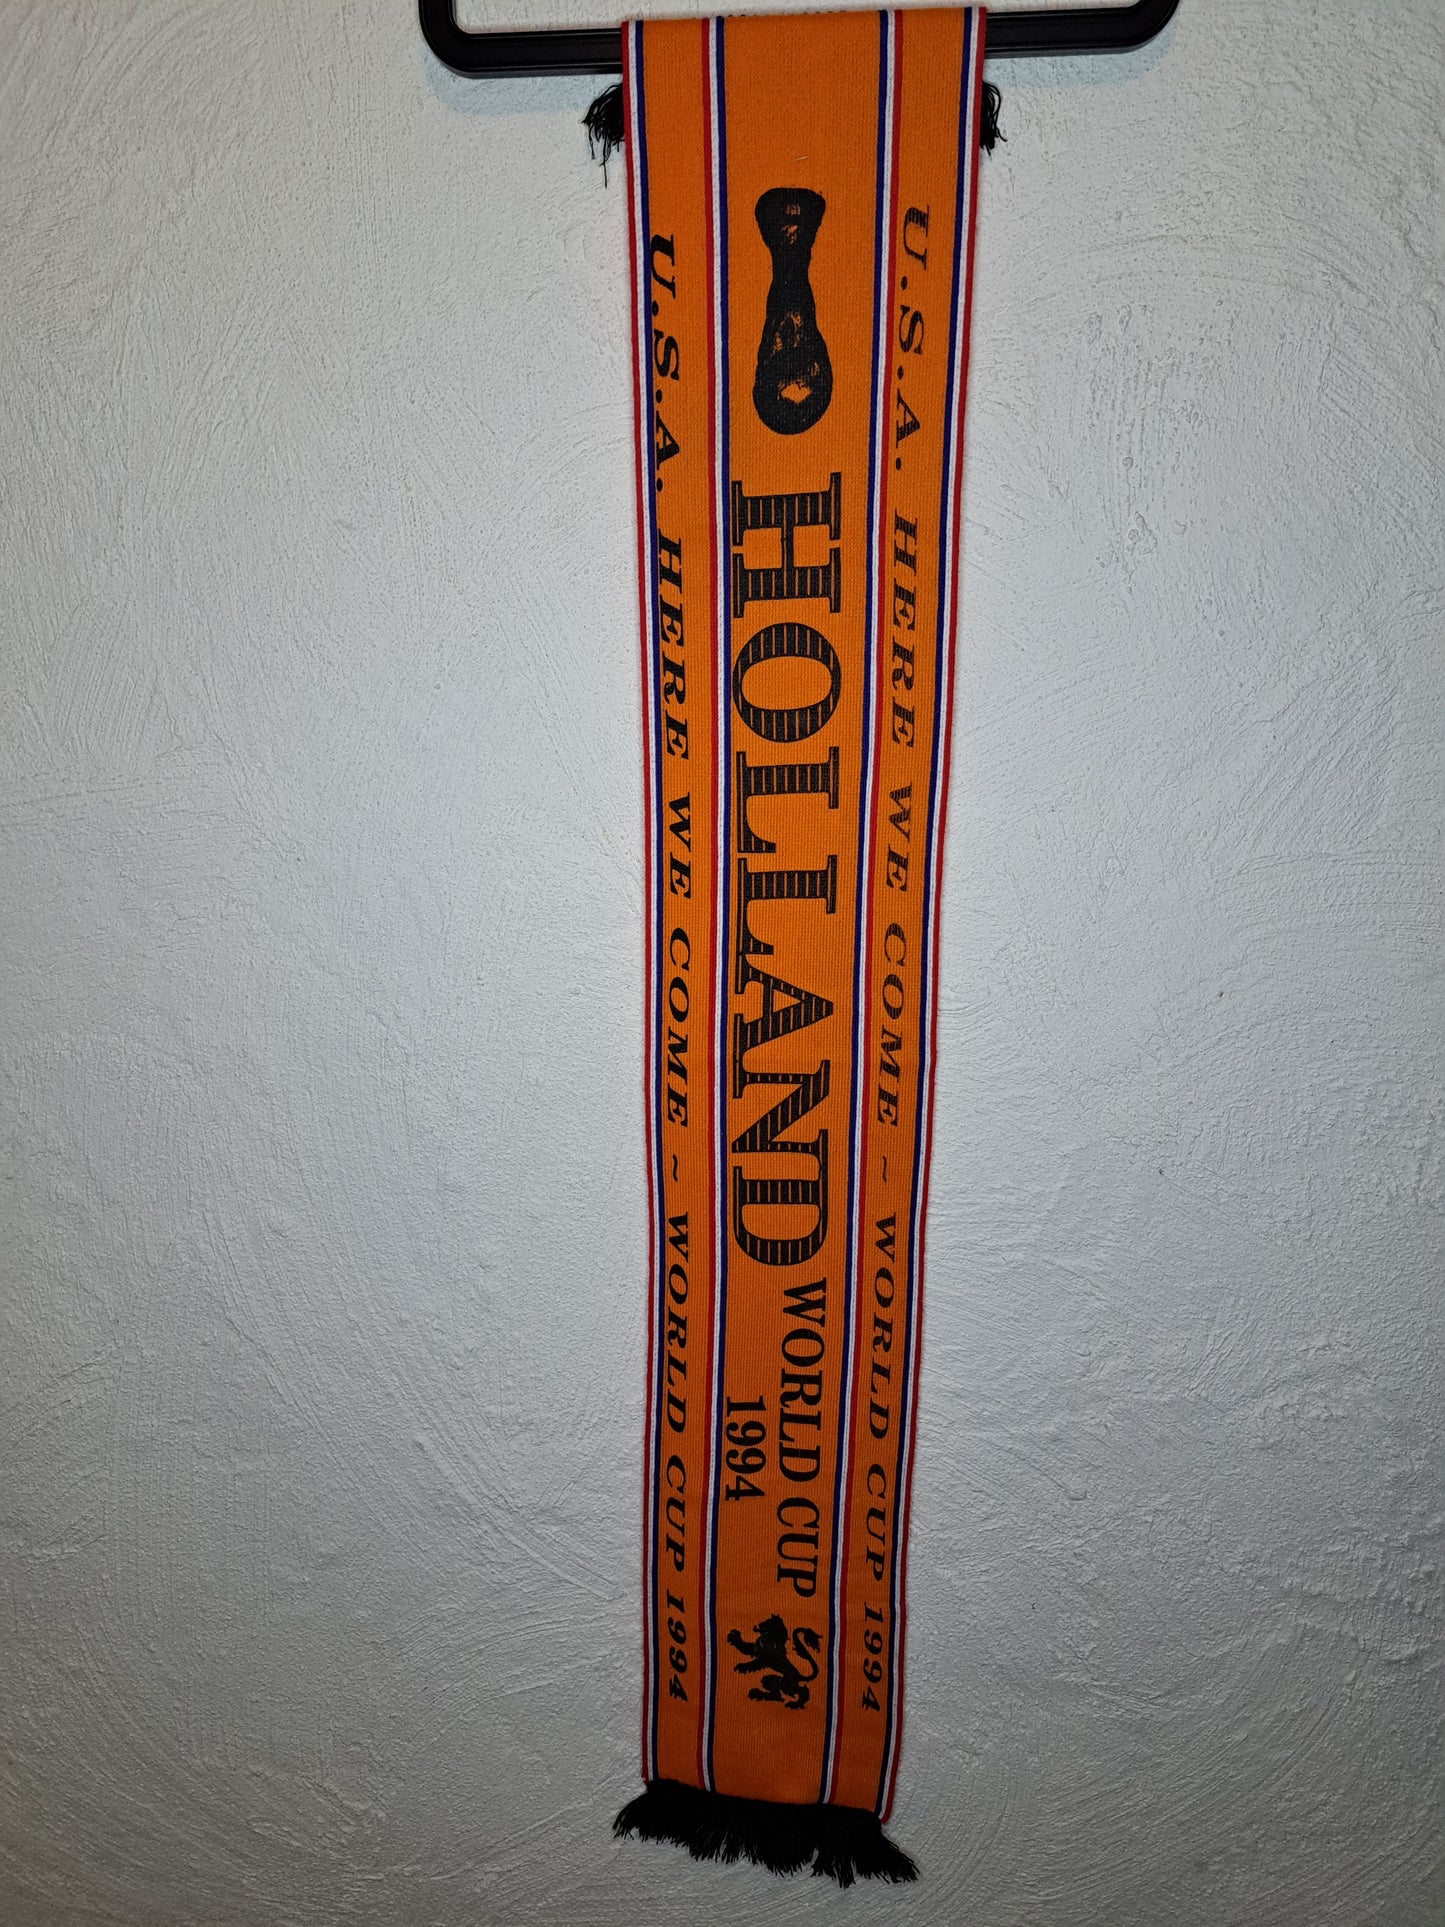 U.S.A. HERE WE COME ~ WORLD CUP 1994
HOLLAND
WORLD CUP
1994
U.S.A. HERE WE COME ~ WORLD CUP 1994